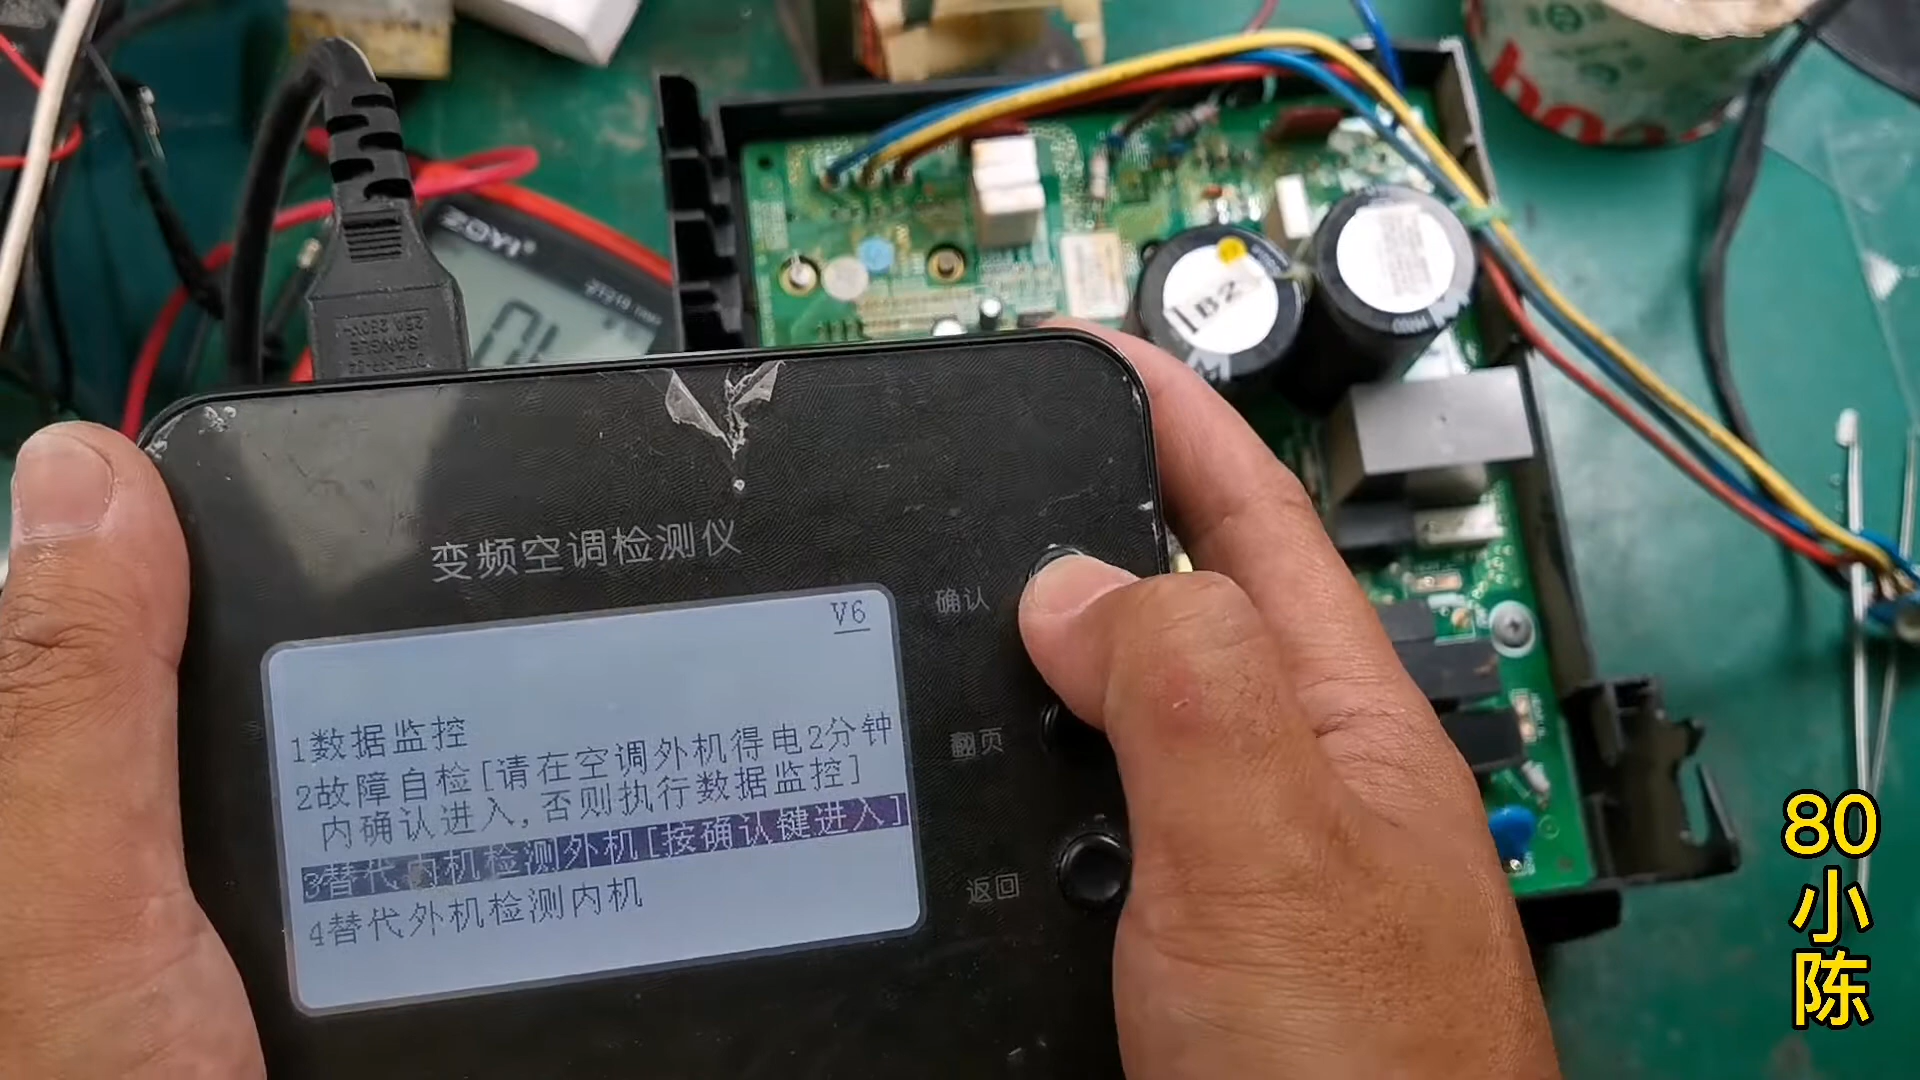 ZOYI
变频空调检测仪
V6
1数据监控
2故障自检[请在空调外机得电2分钟
内确认进入,否则执行数据监控]
3替代内机检测外机[按确认键进入]
4替代外机检测内机
确认
翻页
返回
80
小
陈